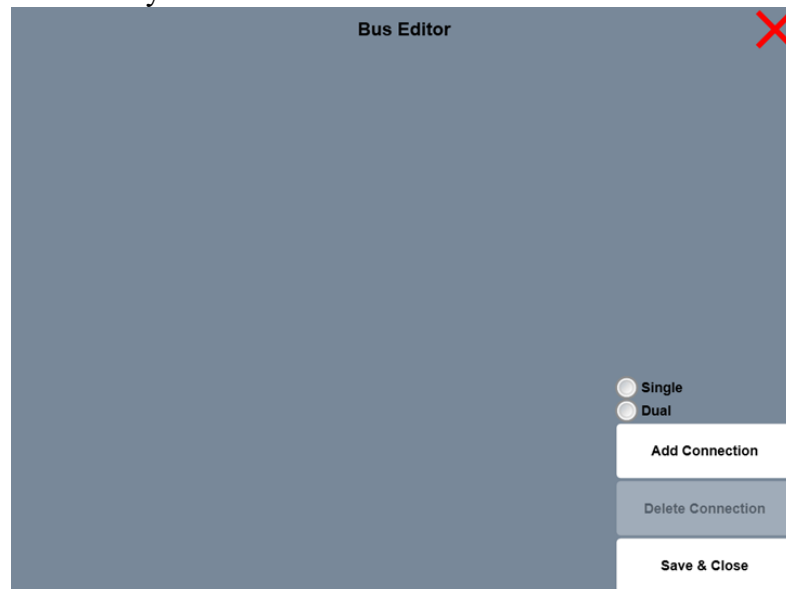 Bus Editor
Single
Dual
Add Connection
Delete Connection
Save & Close